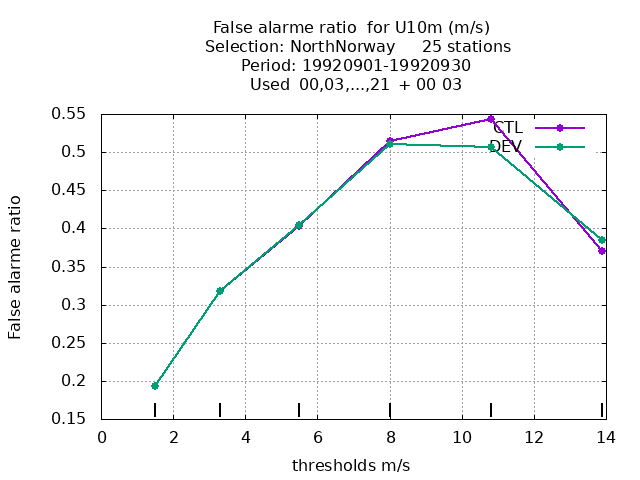 False alarme ratio  for U10m (m/s)
Selection: NorthNorway     25 stations
Period: 19920901-19920930
Used  00,03,...,21  + 00 03
0.55
0.5
0.45
0.4
0.35
0.3
0.25
0.2
0.15
False alarme ratio
CTL
DEV
0 2 4 6 8 10 12 14
thresholds m/s